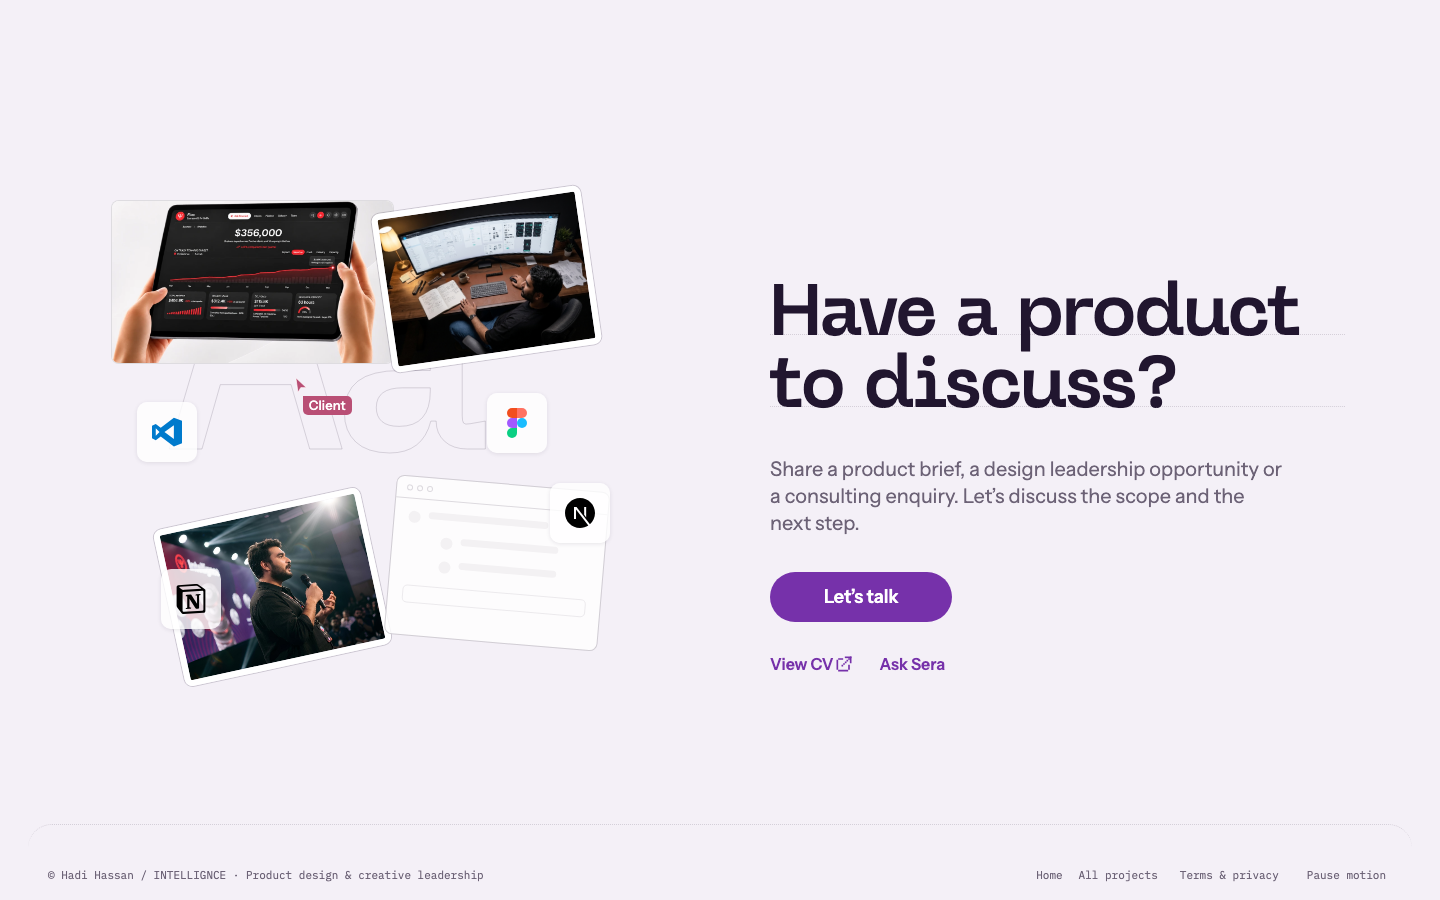 $356,000
Aa
Client
N
N
Have a product
to discuss?
Share a product brief, a design leadership opportunity or
a consulting enquiry. Let’s discuss the scope and the
next step.
Let’s talk
View CV
Ask Sera
© Hadi Hassan / INTELLIGNCE · Product design & creative leadership
Home
All projects
Terms & privacy
Pause motion